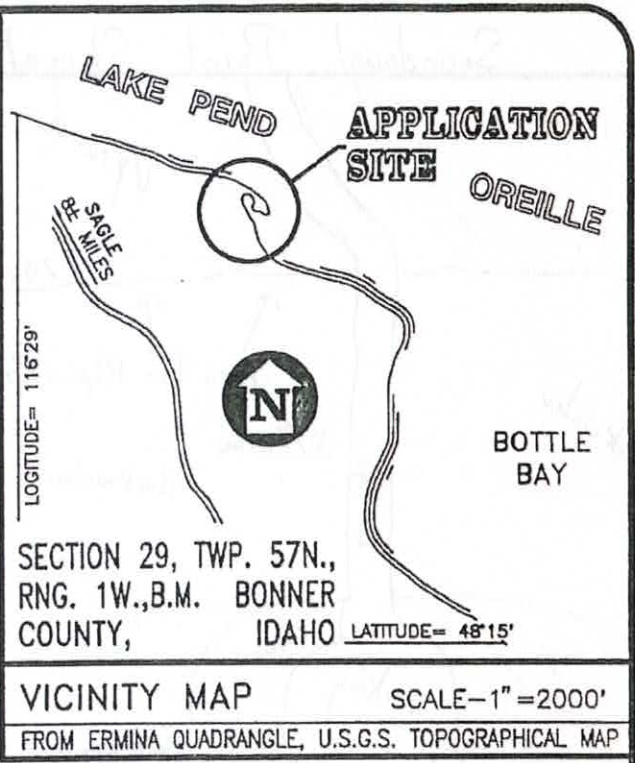 LAKE PEND
APPLICATION
SITE
OREILLE
SAGLE
8± MILES
LOGITUDE= 116°29'
N
BOTTLE
BAY
SECTION 29, TWP. 57N.,
RNG. 1W.,B.M. BONNER
COUNTY, IDAHO
LATITUDE= 48°15'
VICINITY MAP SCALE-1"=2000'
FROM ERMINA QUADRANGLE, U.S.G.S. TOPOGRAPHICAL MAP